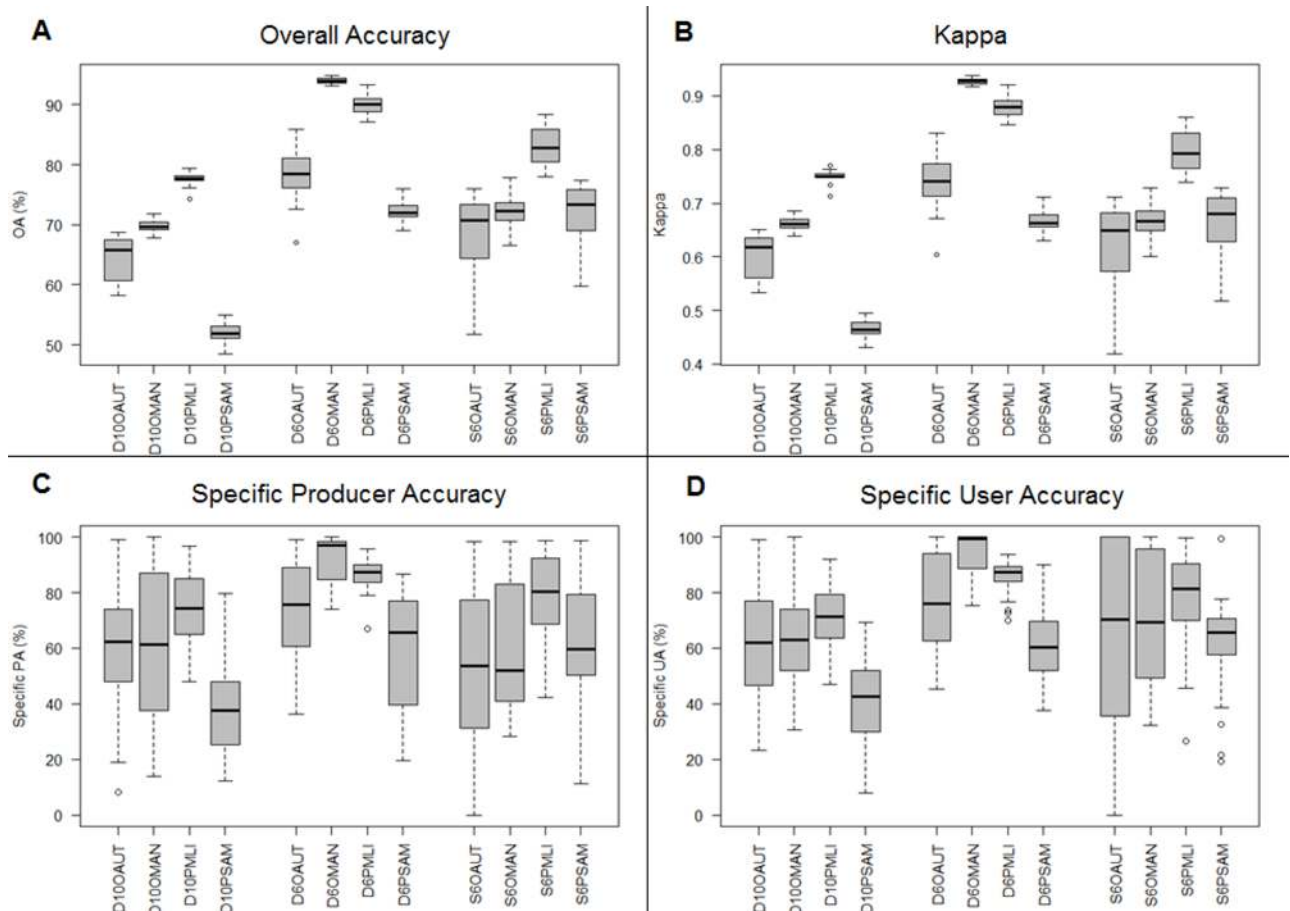 A
Overall Accuracy
OA (%)
90
80
70
60
50
D10OAUT
D10OMAN
D10PMLI
D10PSAM
D6OAUT
D6OMAN
D6PMLI
D6PSAM
S6OAUT
S6OMAN
S6PMLI
S6PSAM
B
Kappa
Kappa
0.9
0.8
0.7
0.6
0.5
0.4
D10OAUT
D10OMAN
D10PMLI
D10PSAM
D6OAUT
D6OMAN
D6PMLI
D6PSAM
S6OAUT
S6OMAN
S6PMLI
S6PSAM
C
Specific Producer Accuracy
Specific PA (%)
100
80
60
40
20
0
D10OAUT
D10OMAN
D10PMLI
D10PSAM
D6OAUT
D6OMAN
D6PMLI
D6PSAM
S6OAUT
S6OMAN
S6PMLI
S6PSAM
D
Specific User Accuracy
Specific UA (%)
100
80
60
40
20
0
D10OAUT
D10OMAN
D10PMLI
D10PSAM
D6OAUT
D6OMAN
D6PMLI
D6PSAM
S6OAUT
S6OMAN
S6PMLI
S6PSAM